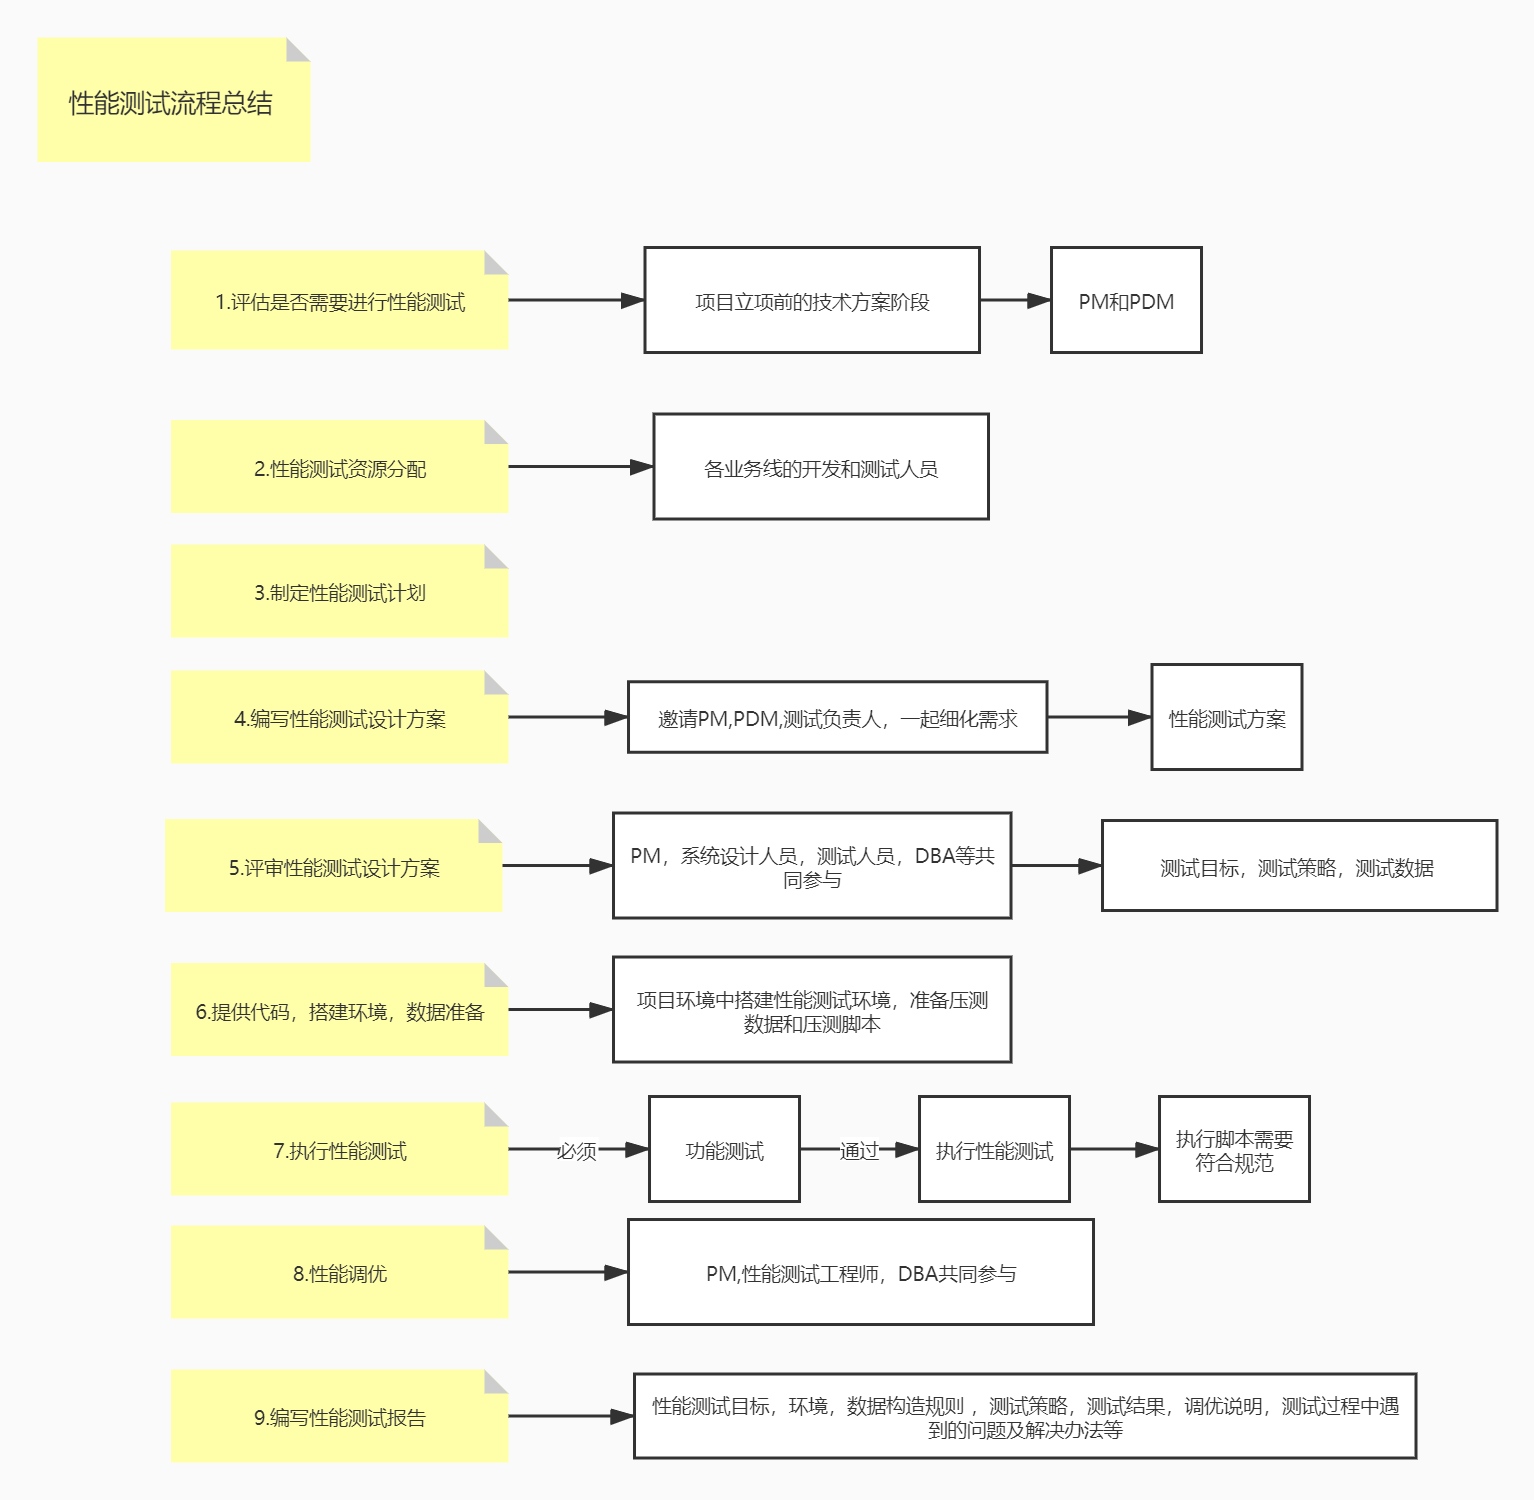 性能测试流程总结
1.评估是否需要进行性能测试
项目立项前的技术方案阶段
PM和PDM
2.性能测试资源分配
各业务线的开发和测试人员
3.制定性能测试计划
4.编写性能测试设计方案
邀请PM,PDM,测试负责人，一起细化需求
性能测试方案
5.评审性能测试设计方案
PM，系统设计人员，测试人员，DBA等共
同参与
测试目标，测试策略，测试数据
6.提供代码，搭建环境，数据准备
项目环境中搭建性能测试环境，准备压测
数据和压测脚本
7.执行性能测试
必须
功能测试
通过
执行性能测试
执行脚本需要
符合规范
8.性能调优
PM,性能测试工程师，DBA共同参与
9.编写性能测试报告
性能测试目标，环境，数据构造规则 ，测试策略，测试结果，调优说明，测试过程中遇
到的问题及解决办法等